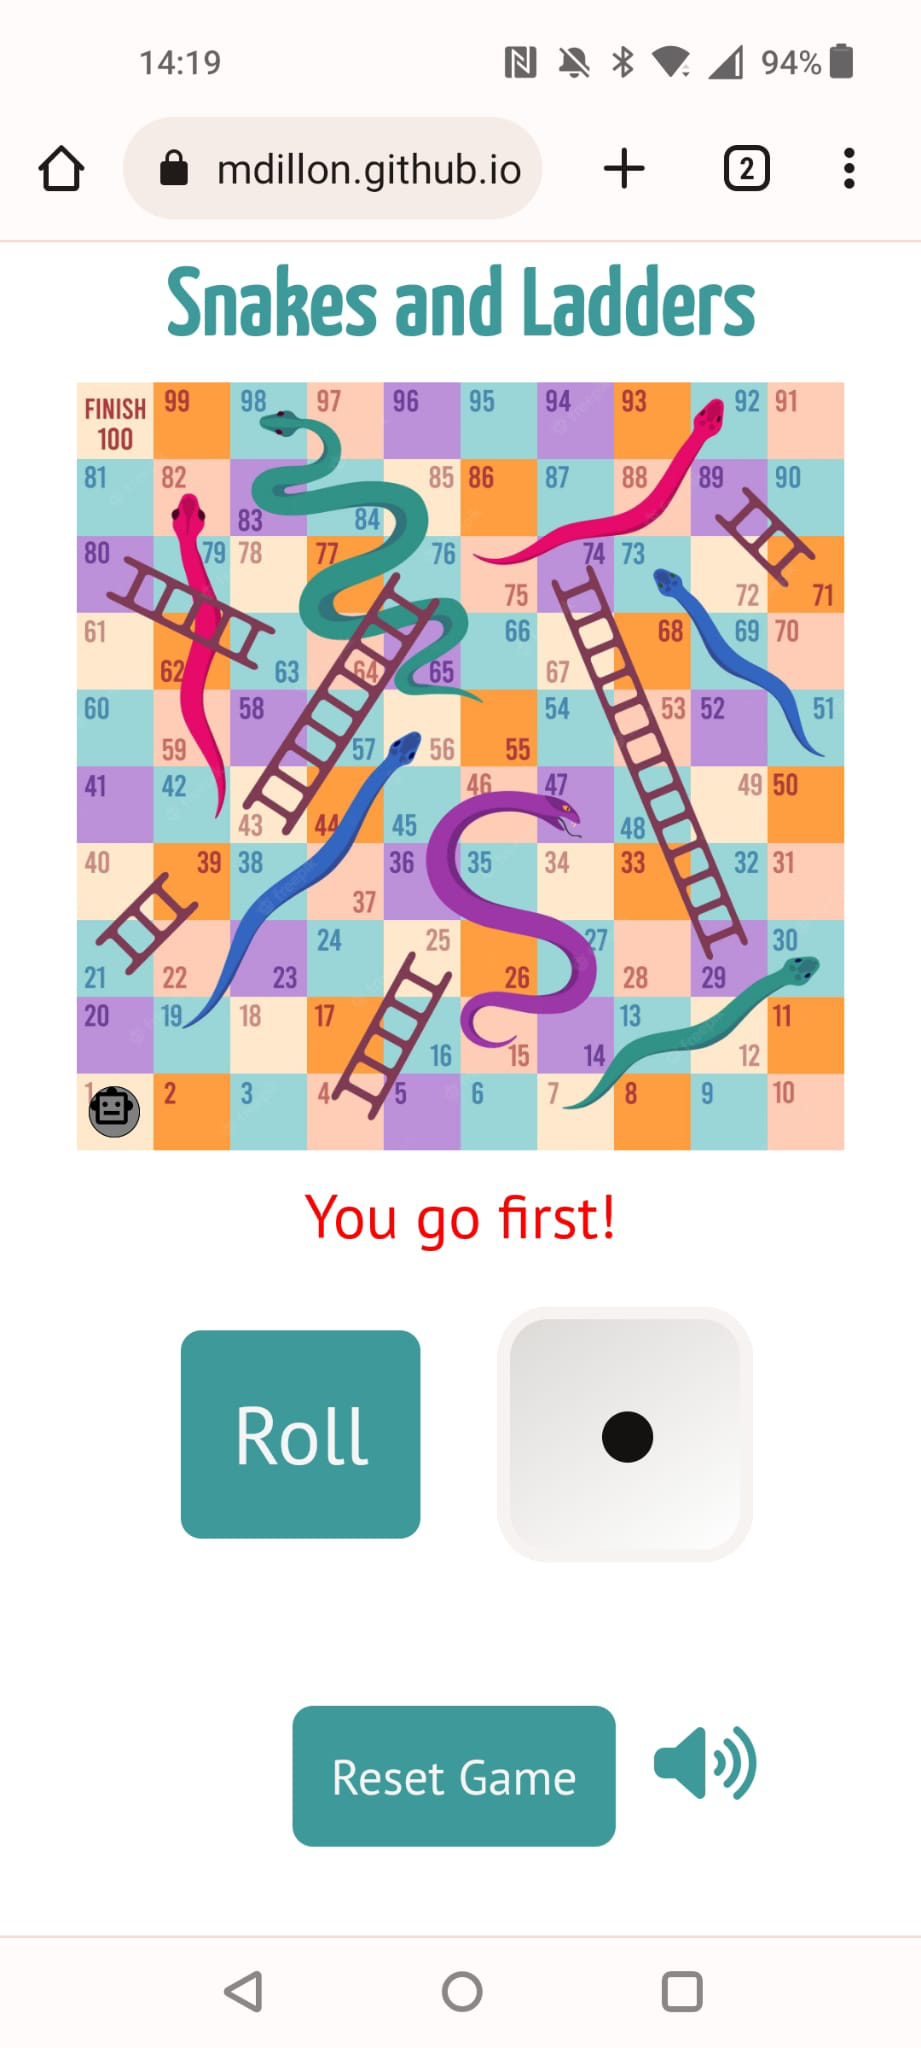 14:19 94%
mdillon.github.io 2
Snakes and Ladders
FINISH 100 99 98 97 96 95 94 93 92 91
81 82 83 84 85 86 87 88 89 90
80 79 78 77 76 75 74 73 72 71
61 62 63 64 65 66 67 68 69 70
60 59 58 57 56 55 54 53 52 51
41 42 43 44 45 46 47 48 49 50
40 39 38 37 36 35 34 33 32 31
21 22 23 24 25 26 27 28 29 30
20 19 18 17 16 15 14 13 12 11
1 2 3 4 5 6 7 8 9 10
You go first!
Roll
Reset Game